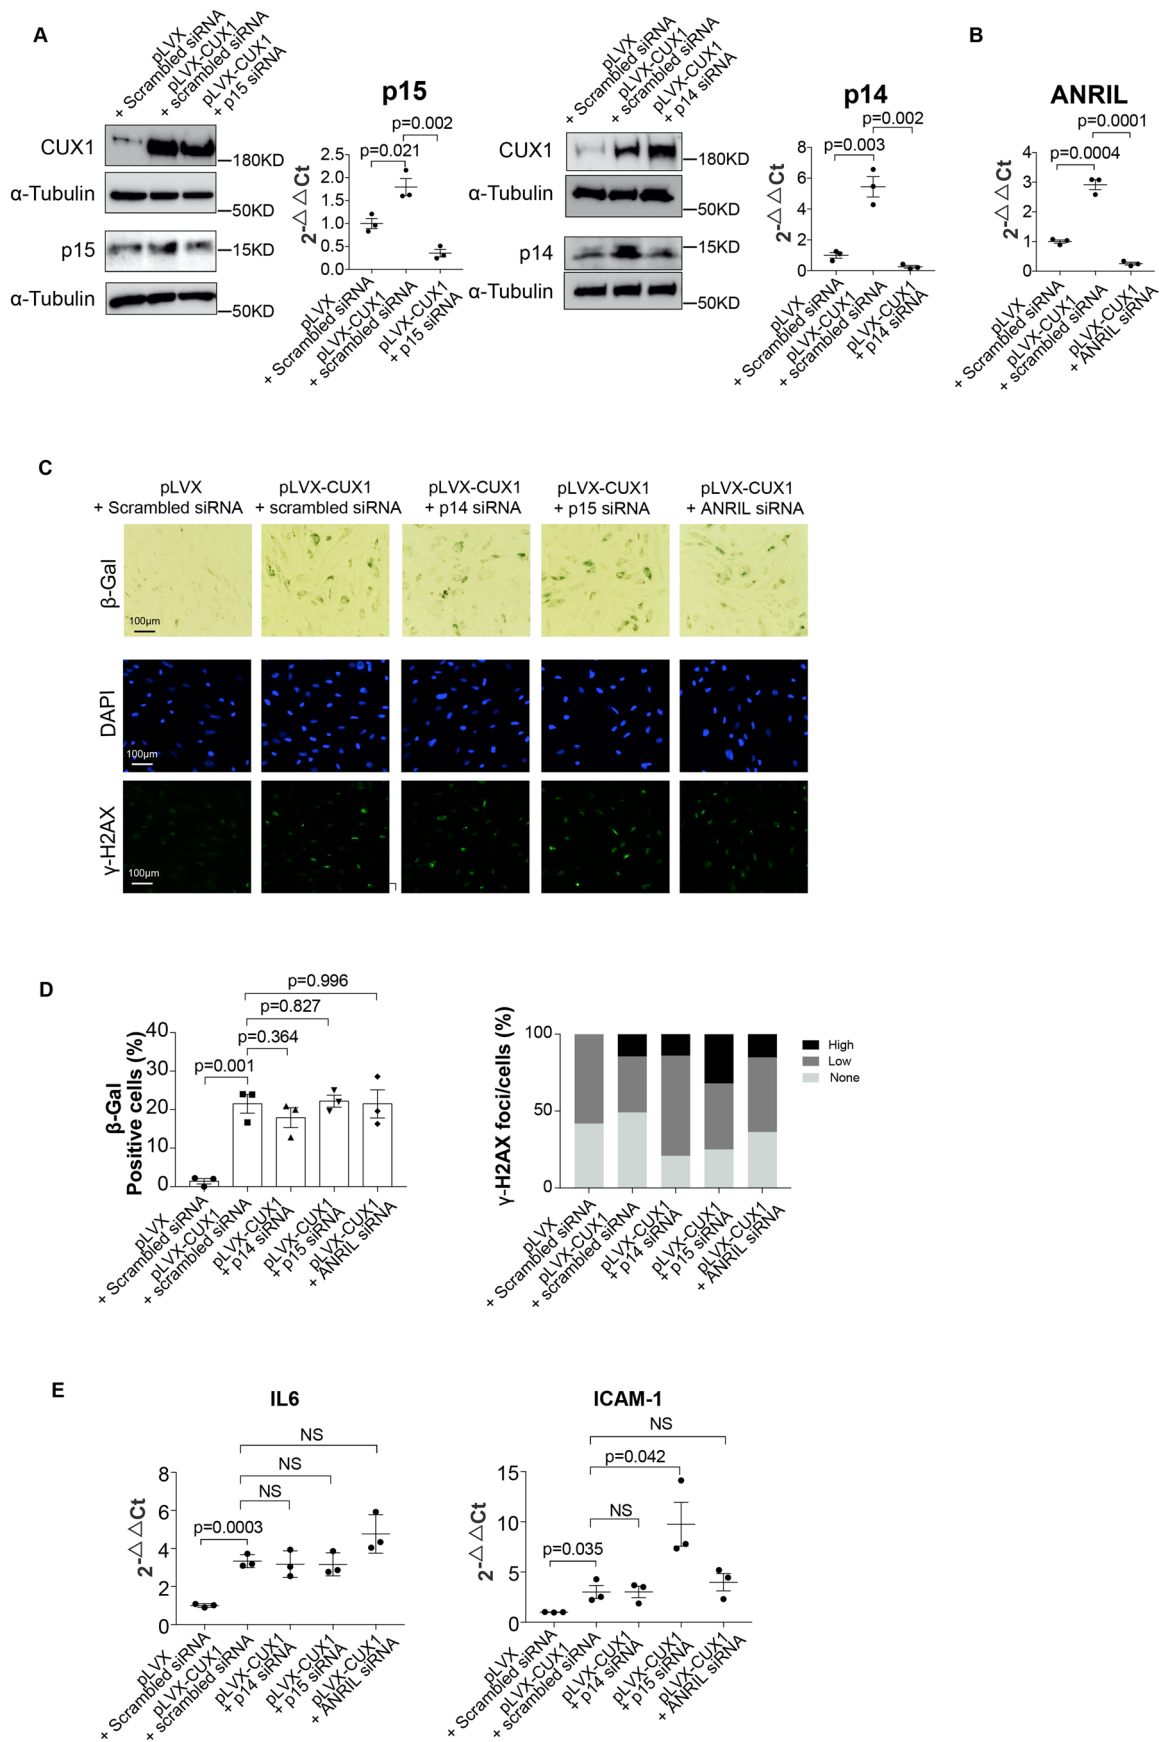 A
pLVX
+ Scrambled siRNA
pLVX-CUX1
+ scrambled siRNA
pLVX-CUX1
+ p15 siRNA
CUX1
180KD
α-Tubulin
50KD
p15
15KD
α-Tubulin
50KD
p15
p=0.002
p=0.021
2-△△Ct
2.5
2.0
1.5
1.0
0.5
0.0
pLVX
+ Scrambled siRNA
pLVX-CUX1
+ scrambled siRNA
pLVX-CUX1
+ p15 siRNA
pLVX
+ Scrambled siRNA
pLVX-CUX1
+ scrambled siRNA
pLVX-CUX1
+ p14 siRNA
CUX1
180KD
α-Tubulin
50KD
p14
15KD
α-Tubulin
50KD
p14
p=0.002
p=0.003
2-△△Ct
8
6
4
2
0
pLVX
+ Scrambled siRNA
pLVX-CUX1
+ scrambled siRNA
pLVX-CUX1
+ p14 siRNA
B
ANRIL
p=0.0001
p=0.0004
2-△△Ct
4
3
2
1
0
pLVX
+ Scrambled siRNA
pLVX-CUX1
+ scrambled siRNA
pLVX-CUX1
+ ANRIL siRNA
C
pLVX
+ Scrambled siRNA
pLVX-CUX1
+ scrambled siRNA
pLVX-CUX1
+ p14 siRNA
pLVX-CUX1
+ p15 siRNA
pLVX-CUX1
+ ANRIL siRNA
β-Gal
100μm
DAPI
100μm
γ-H2AX
100μm
D
p=0.996
p=0.827
p=0.364
p=0.001
β-Gal
Positive cells (%)
40
30
20
10
0
pLVX
+ Scrambled siRNA
pLVX-CUX1
+ scrambled siRNA
pLVX-CUX1
+ p14 siRNA
pLVX-CUX1
+ p15 siRNA
pLVX-CUX1
+ ANRIL siRNA
γ-H2AX foci/cells (%)
100
50
0
High
Low
None
pLVX
+ Scrambled siRNA
pLVX-CUX1
+ scrambled siRNA
pLVX-CUX1
+ p14 siRNA
pLVX-CUX1
+ p15 siRNA
pLVX-CUX1
+ ANRIL siRNA
E
IL6
NS
NS
NS
p=0.0003
2-△△Ct
8
6
4
2
0
pLVX
+ Scrambled siRNA
pLVX-CUX1
+ scrambled siRNA
pLVX-CUX1
+ p14 siRNA
pLVX-CUX1
+ p15 siRNA
pLVX-CUX1
+ ANRIL siRNA
ICAM-1
NS
p=0.042
NS
p=0.035
2-△△Ct
15
10
5
0
pLVX
+ Scrambled siRNA
pLVX-CUX1
+ scrambled siRNA
pLVX-CUX1
+ p14 siRNA
pLVX-CUX1
+ p15 siRNA
pLVX-CUX1
+ ANRIL siRNA